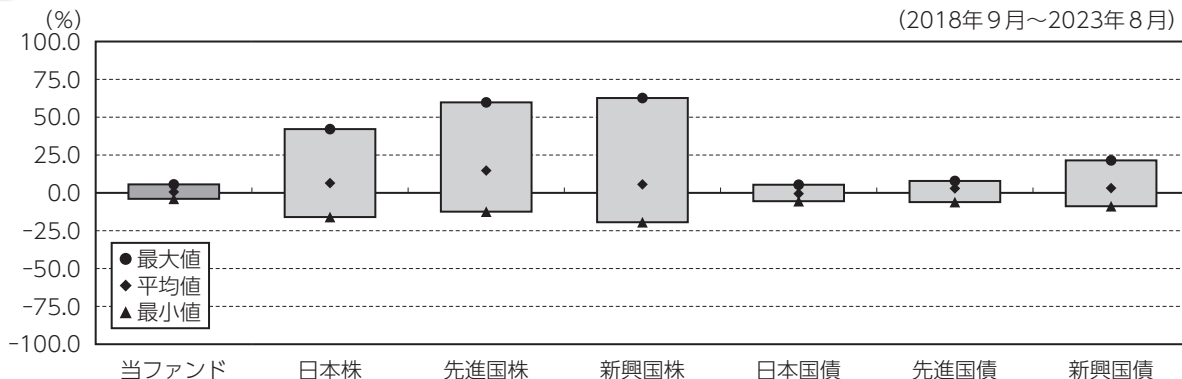 (%)
(2018年9月～2023年8月)
100.0
75.0
50.0
25.0
0.0
-25.0
-50.0
-75.0
-100.0
●最大値
◆平均値
▲最小値
当ファンド 日本株 先進国株 新興国株 日本国債 先進国債 新興国債